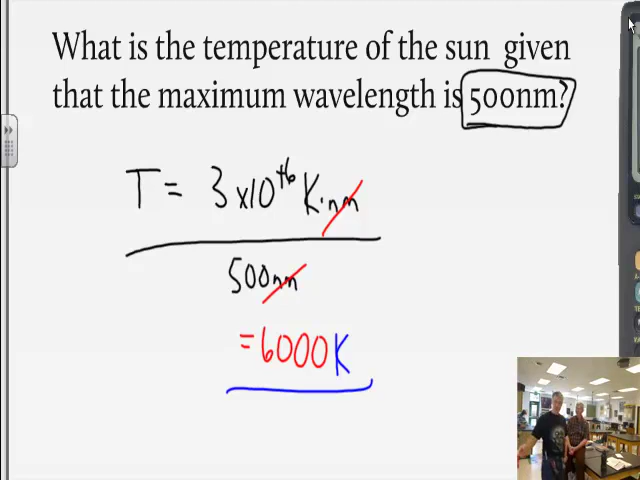 What is the temperature of the sun given
that the maximum wavelength is 500nm?
T = 3x10⁺⁶ K·nm
500nm
=6000K